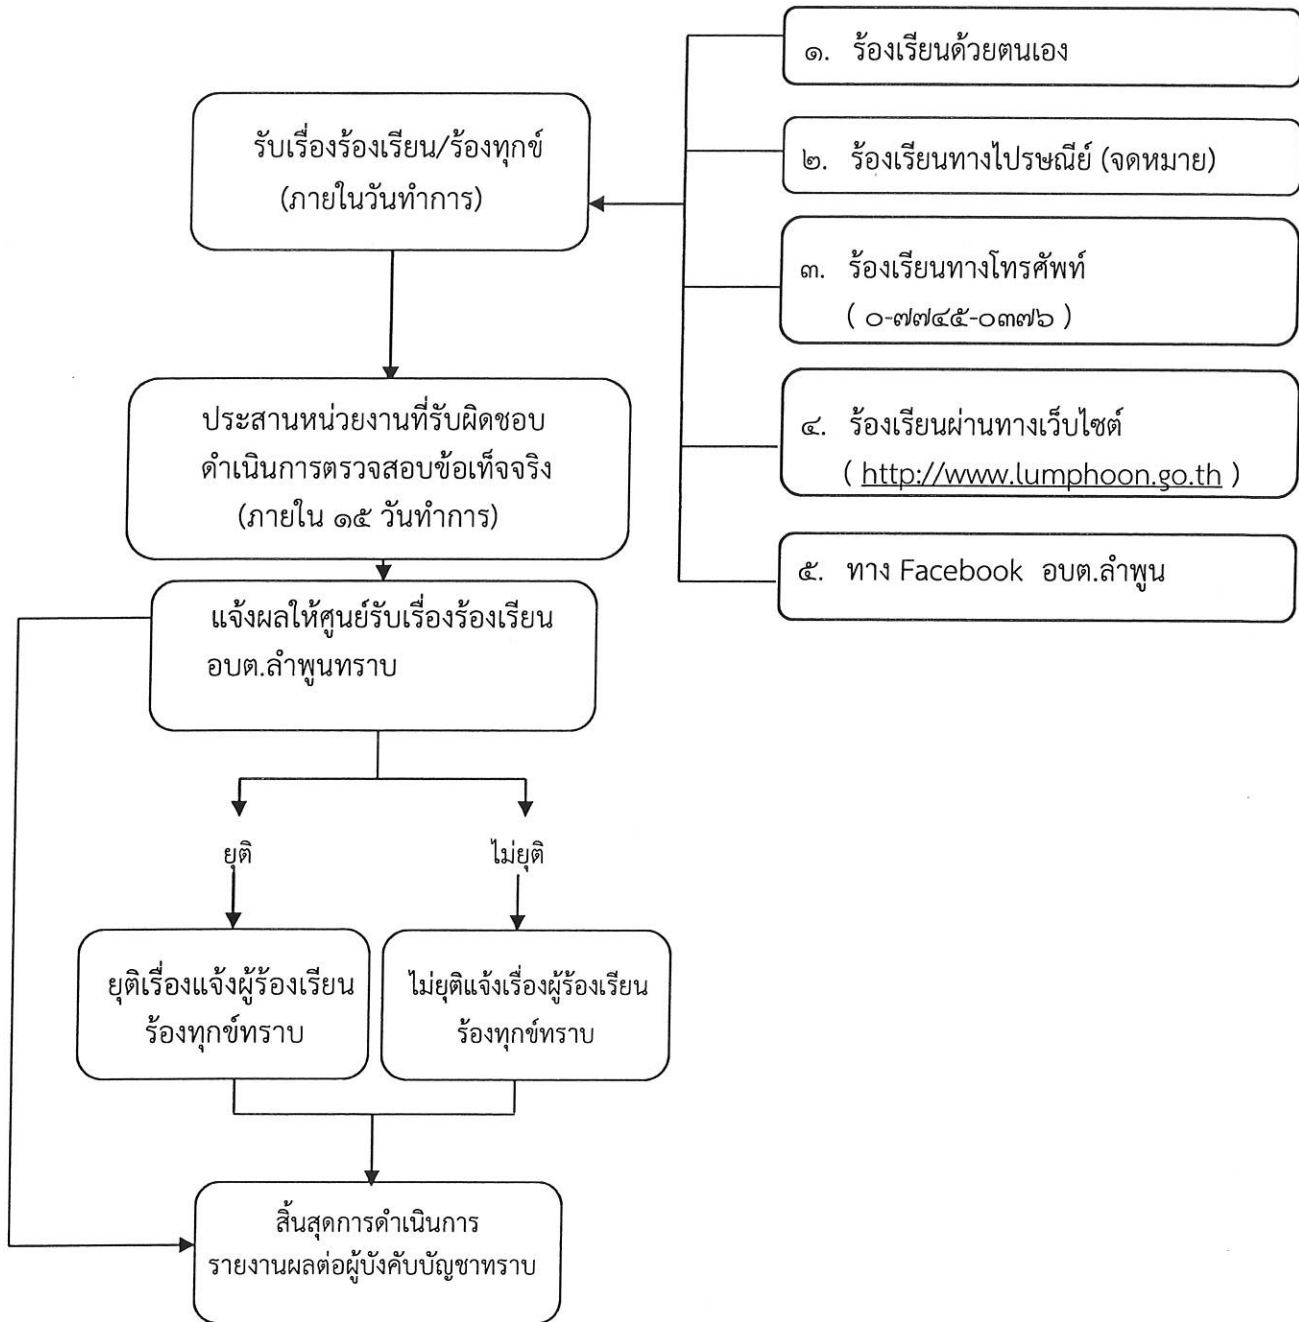 ๑. ร้องเรียนด้วยตนเอง
๒. ร้องเรียนทางไปรษณีย์ (จดหมาย)
๓. ร้องเรียนทางโทรศัพท์
( ๐-๗๗๔๕-๐๓๗๖ )
๔. ร้องเรียนผ่านทางเว็บไซต์
( http://www.lumphoon.go.th )
๕. ทาง Facebook อบต.ลำพูน
รับเรื่องร้องเรียน/ร้องทุกข์
(ภายในวันทำการ)
ประสานหน่วยงานที่รับผิดชอบ
ดำเนินการตรวจสอบข้อเท็จจริง
(ภายใน ๑๕ วันทำการ)
แจ้งผลให้ศูนย์รับเรื่องร้องเรียน
อบต.ลำพูนทราบ
ยุติ
ไม่ยุติ
ยุติเรื่องแจ้งผู้ร้องเรียน
ร้องทุกข์ทราบ
ไม่ยุติแจ้งเรื่องผู้ร้องเรียน
ร้องทุกข์ทราบ
สิ้นสุดการดำเนินการ
รายงานผลต่อผู้บังคับบัญชาทราบ